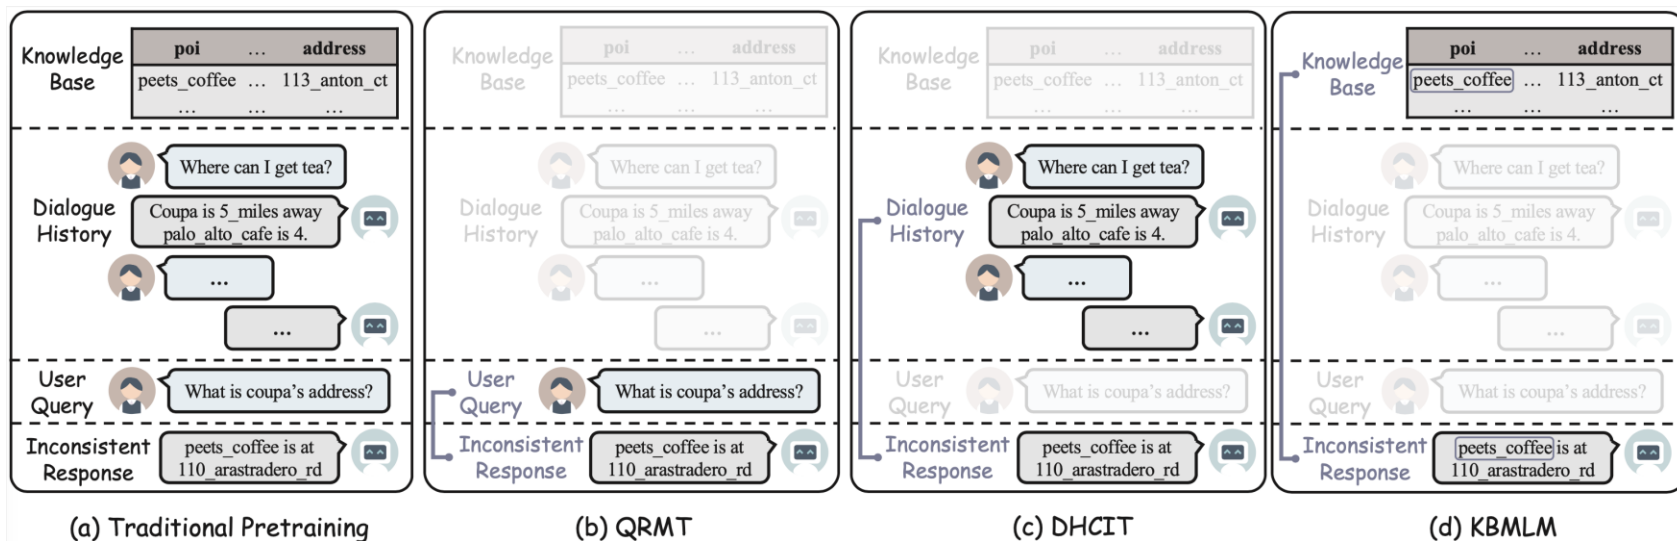 Knowledge
Base
poi … address
peets_coffee … 113_anton_ct
… … …
Dialogue
History
Where can I get tea?
Coupa is 5_miles away
palo_alto_cafe is 4.
...
...
User
Query
What is coupa's address?
Inconsistent
Response
peets_coffee is at
110_arastradero_rd
(a) Traditional Pretraining
Knowledge
Base
poi … address
peets_coffee … 113_anton_ct
… … …
Dialogue
History
Where can I get tea?
Coupa is 5_miles away
palo_alto_cafe is 4.
...
...
User
Query
What is coupa's address?
Inconsistent
Response
peets_coffee is at
110_arastradero_rd
(b) QRMT
Knowledge
Base
poi … address
peets_coffee … 113_anton_ct
… … …
Dialogue
History
Where can I get tea?
Coupa is 5_miles away
palo_alto_cafe is 4.
...
...
User
Query
What is coupa's address?
Inconsistent
Response
peets_coffee is at
110_arastradero_rd
(c) DHCIT
Knowledge
Base
poi … address
peets_coffee … 113_anton_ct
… … …
Dialogue
History
Where can I get tea?
Coupa is 5_miles away
palo_alto_cafe is 4.
...
...
User
Query
What is coupa's address?
Inconsistent
Response
peets_coffee is at
110_arastradero_rd
(d) KBMLM